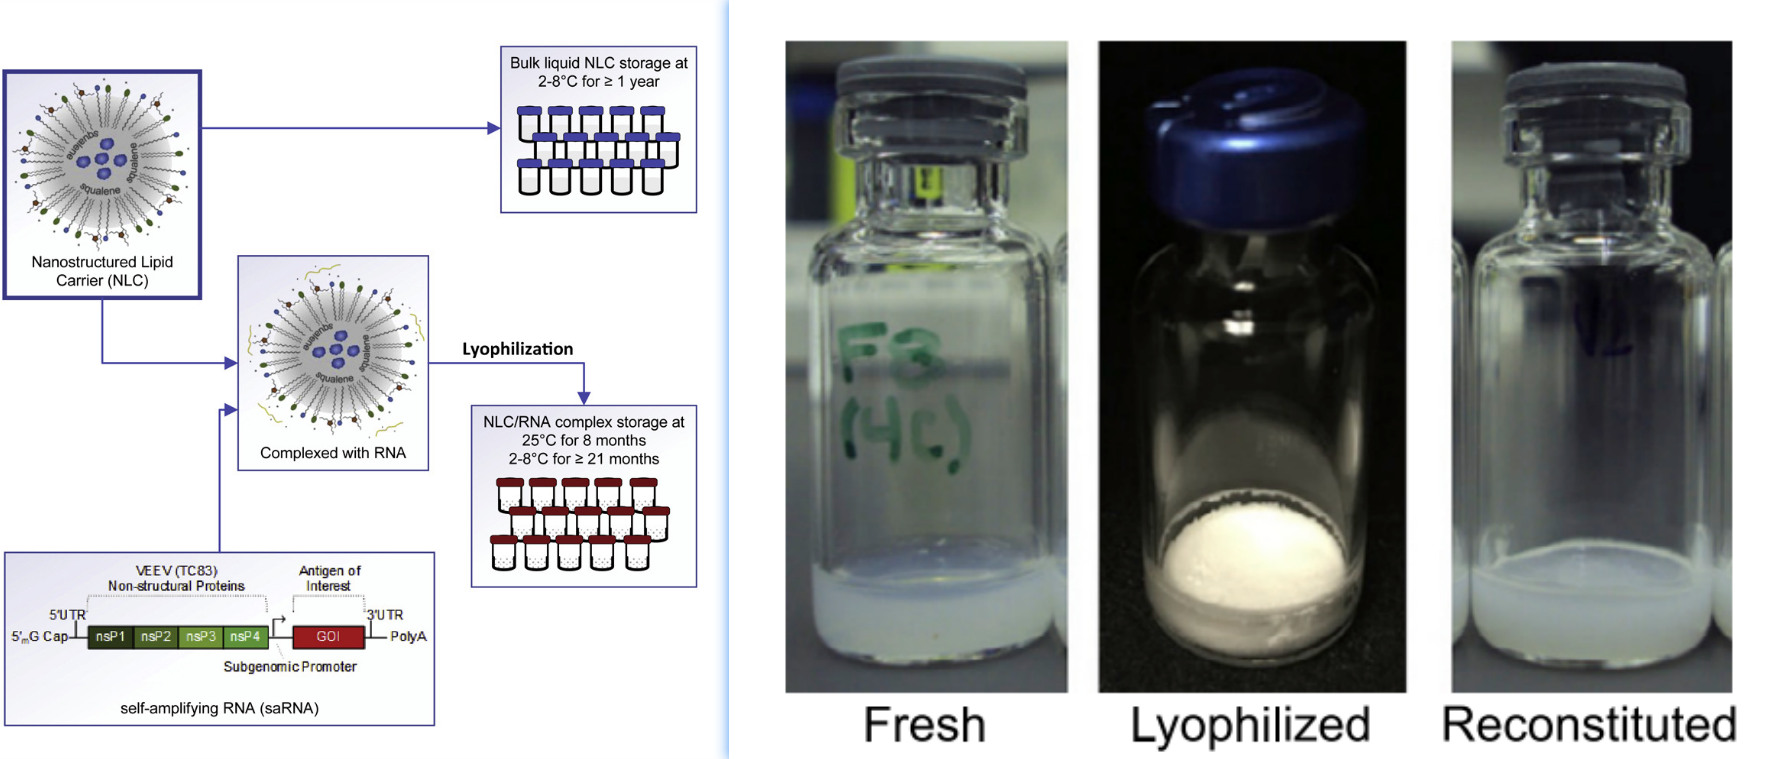 Bulk liquid NLC storage at
2-8°C for ≥ 1 year
squalene
squalene
squalene
Nanostructured Lipid
Carrier (NLC)
squalene
squalene
squalene
Complexed with RNA
Lyophilization
NLC/RNA complex storage at
25°C for 8 months
2-8°C for ≥ 21 months
VEEV (TC83)
Non-structural Proteins
Antigen of
Interest
5'UTR
3'UTR
5'mG Cap
nsP1 nsP2 nsP3 nsP4
GOI
PolyA
Subgenomic Promoter
self-amplifying RNA (saRNA)
F8
(4C)
Fresh
Lyophilized
Reconstituted